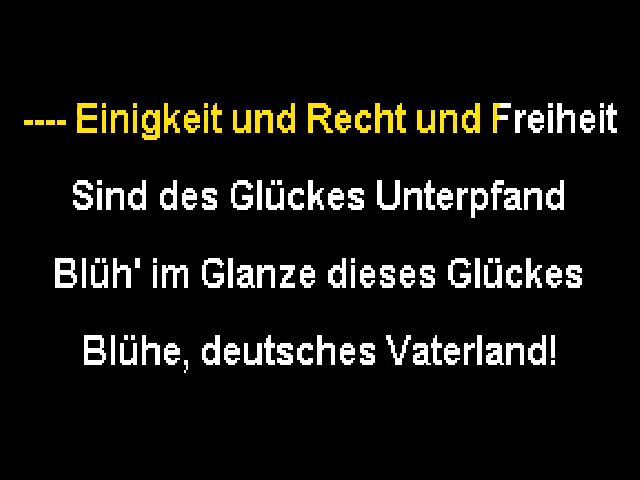 ---- Einigkeit und Recht und Freiheit
Sind des Glückes Unterpfand
Blüh' im Glanze dieses Glückes
Blühe, deutsches Vaterland!